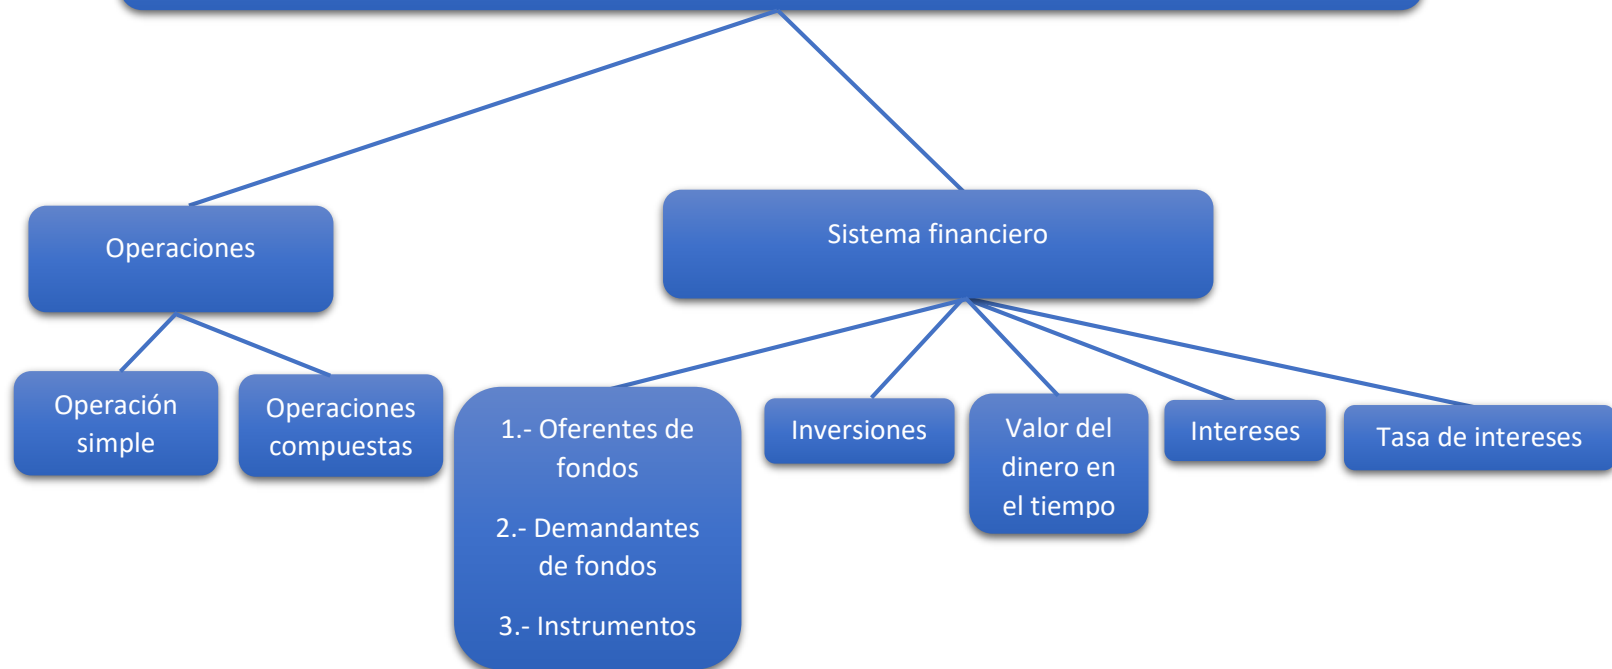 Operaciones
Sistema financiero
Operación
simple
Operaciones
compuestas
1.- Oferentes de
fondos
2.- Demandantes
de fondos
3.- Instrumentos
Inversiones
Valor del
dinero en
el tiempo
Intereses
Tasa de intereses